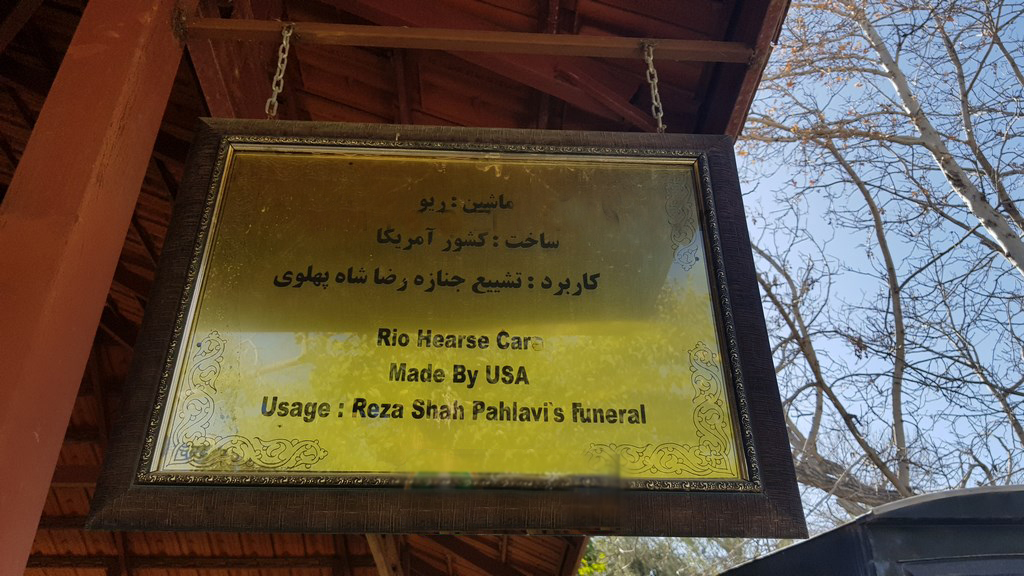 ماشین : ریو
ساخت : کشور آمریکا
کاربرد : تشییع جنازه رضا شاه پهلوی
Rio Hearse Cara
Made By USA
Usage : Reza Shah Pahlavi's Funeral